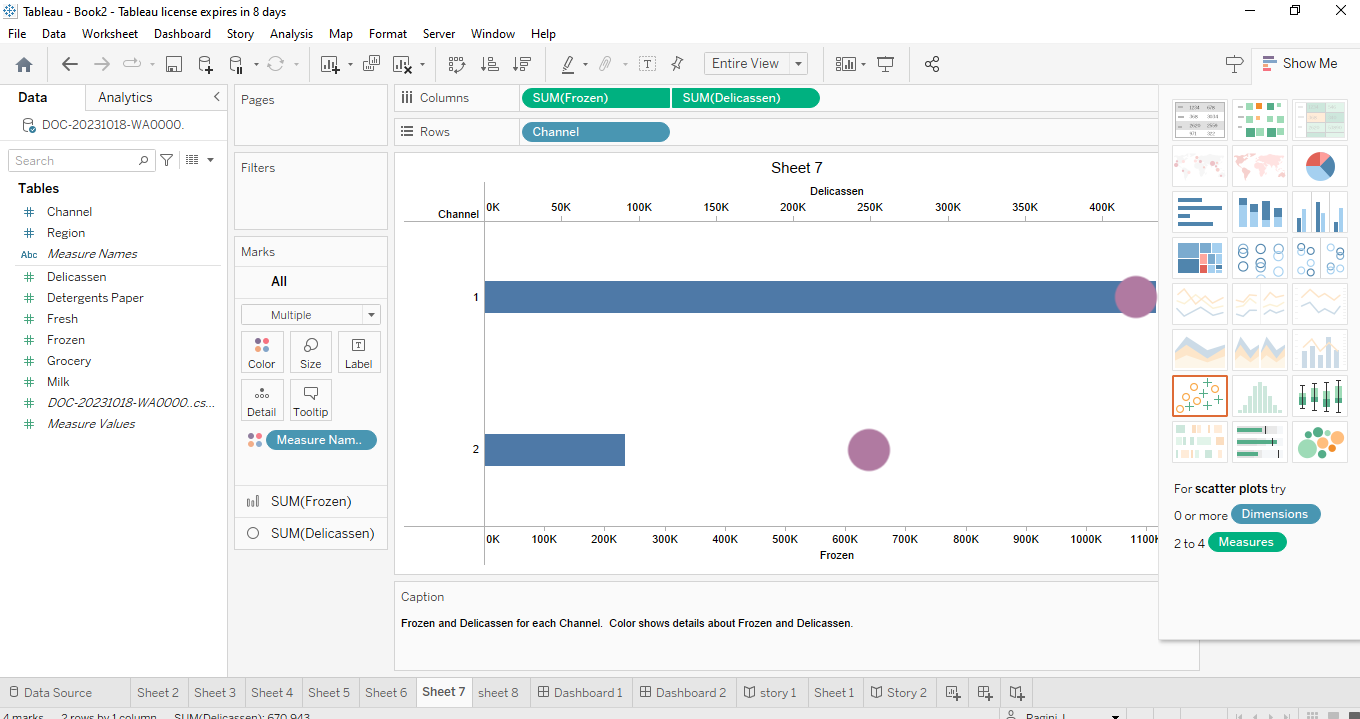 Tableau - Book2 - Tableau license expires in 8 days
File Data Worksheet Dashboard Story Analysis Map Format Server Window Help
Entire View
Show Me
Data Analytics
DOC-20231018-WA0000.
Search
Tables
Channel
Region
Abc Measure Names
Delicassen
Detergents Paper
Fresh
Frozen
Grocery
Milk
DOC-20231018-WA0000..cs...
Measure Values
Pages
Filters
Marks
All
Multiple
Color Size Label
Detail Tooltip
Measure Nam..
SUM(Frozen)
SUM(Delicassen)
Columns SUM(Frozen) SUM(Delicassen)
Rows Channel
Sheet 7
Delicassen
Channel 0K 50K 100K 150K 200K 250K 300K 350K 400K
1
2
0K 100K 200K 300K 400K 500K 600K 700K 800K 900K 1000K 1100K
Frozen
Caption
Frozen and Delicassen for each Channel. Color shows details about Frozen and Delicassen.
For scatter plots try
0 or more Dimensions
2 to 4 Measures
Data Source Sheet 2 Sheet 3 Sheet 4 Sheet 5 Sheet 6 Sheet 7 sheet 8 Dashboard 1 Dashboard 2 story 1 Sheet 1 Story 2
4 marks 2 rows by 1 column SUM(Delicassen): 670,943